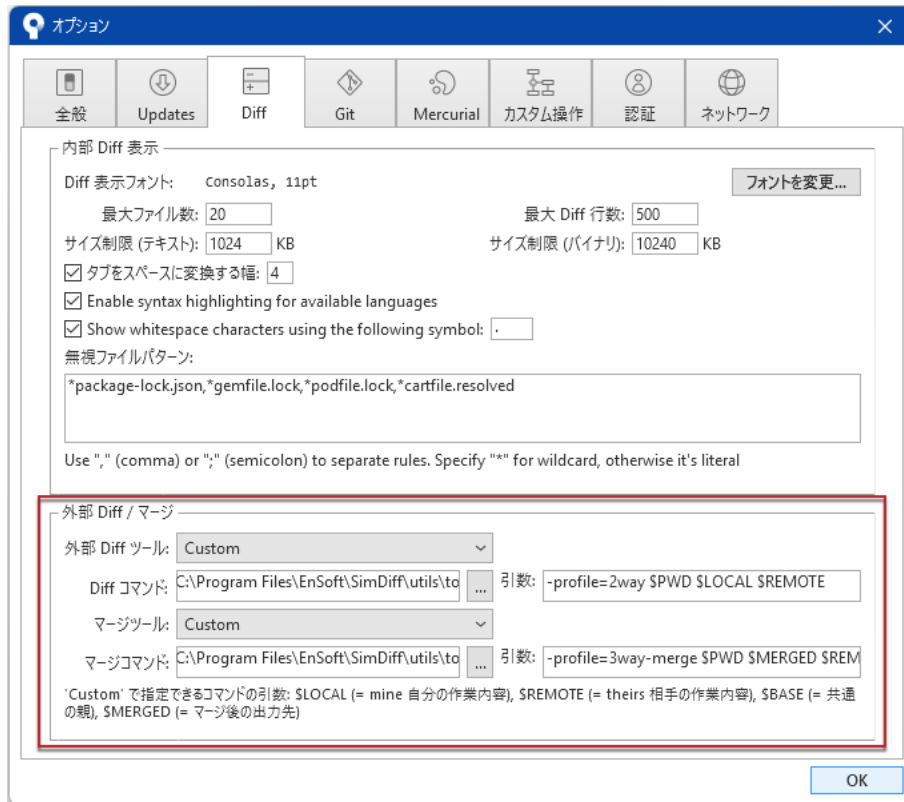 オプション
全般 Updates Diff Git Mercurial カスタム操作 認証 ネットワーク
内部 Diff 表示
Diff 表示フォント: Consolas, 11pt フォントを変更...
最大ファイル数: 20 最大 Diff 行数: 500
サイズ制限 (テキスト): 1024 KB サイズ制限 (バイナリ): 10240 KB
タブをスペースに変換する幅: 4
Enable syntax highlighting for available languages
Show whitespace characters using the following symbol: ·
無視ファイルパターン:
*package-lock.json,*gemfile.lock,*podfile.lock,*cartfile.resolved
Use "," (comma) or ";" (semicolon) to separate rules. Specify "*" for wildcard, otherwise it's literal
外部 Diff / マージ
外部 Diff ツール: Custom
Diff コマンド: C:\Program Files\EnSoft\SimDiff\utils\to ... 引数: -profile=2way $PWD $LOCAL $REMOTE
マージツール: Custom
マージコマンド: C:\Program Files\EnSoft\SimDiff\utils\to ... 引数: -profile=3way-merge $PWD $MERGED $REM
'Custom' で指定できるコマンドの引数: $LOCAL (= mine 自分の作業内容), $REMOTE (= theirs 相手の作業内容), $BASE (= 共通
の親), $MERGED (= マージ後の出力先)
OK